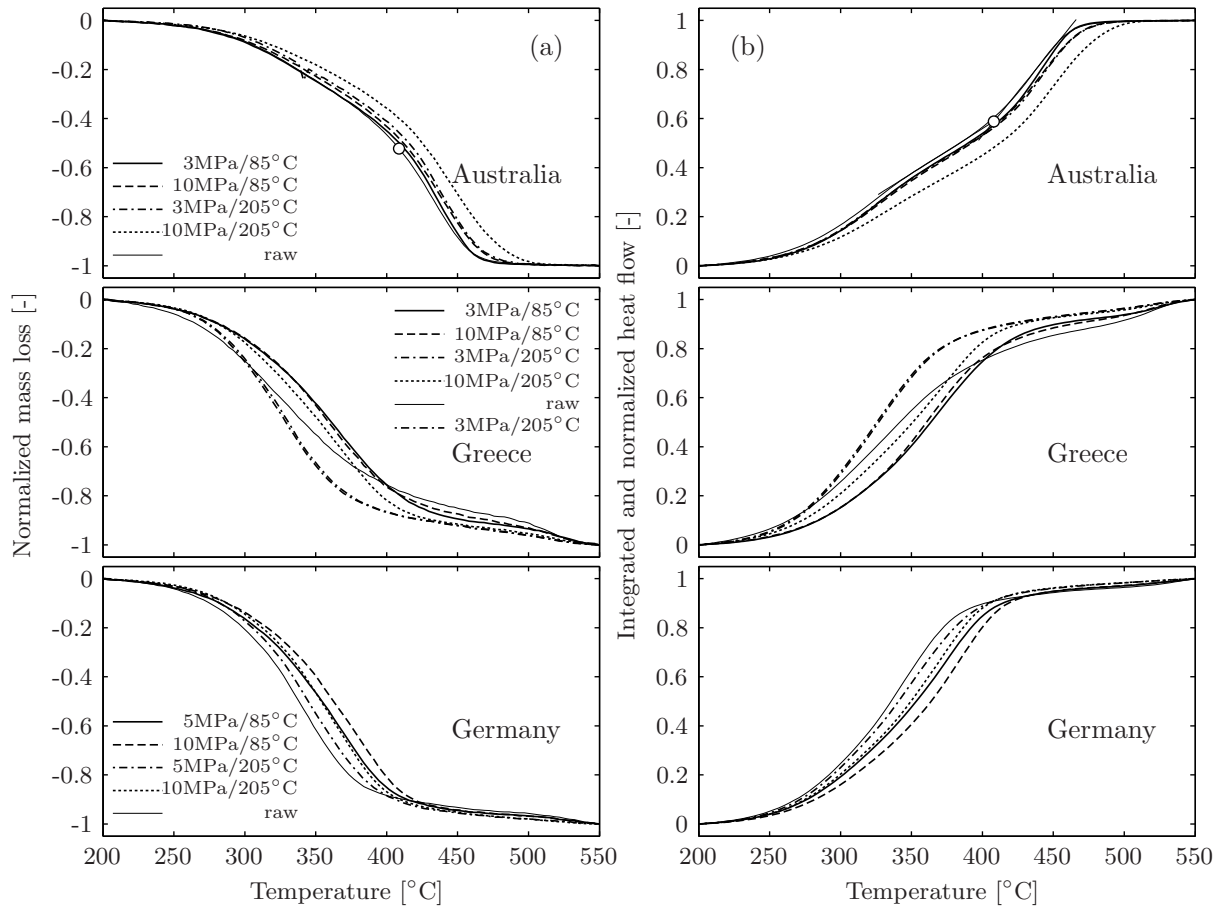 Normalized mass loss [-]
0
-0.2
-0.4
-0.6
-0.8
-1
(a)
3MPa/85°C
10MPa/85°C
3MPa/205°C
10MPa/205°C
raw
Australia
0
-0.2
-0.4
-0.6
-0.8
-1
3MPa/85°C
10MPa/85°C
3MPa/205°C
10MPa/205°C
raw
3MPa/205°C
Greece
0
-0.2
-0.4
-0.6
-0.8
-1
5MPa/85°C
10MPa/85°C
5MPa/205°C
10MPa/205°C
raw
Germany
200 250 300 350 400 450 500 550
Temperature [°C]
Integrated and normalized heat flow [-]
1
0.8
0.6
0.4
0.2
0
(b)
Australia
1
0.8
0.6
0.4
0.2
0
Greece
1
0.8
0.6
0.4
0.2
0
Germany
200 250 300 350 400 450 500 550
Temperature [°C]